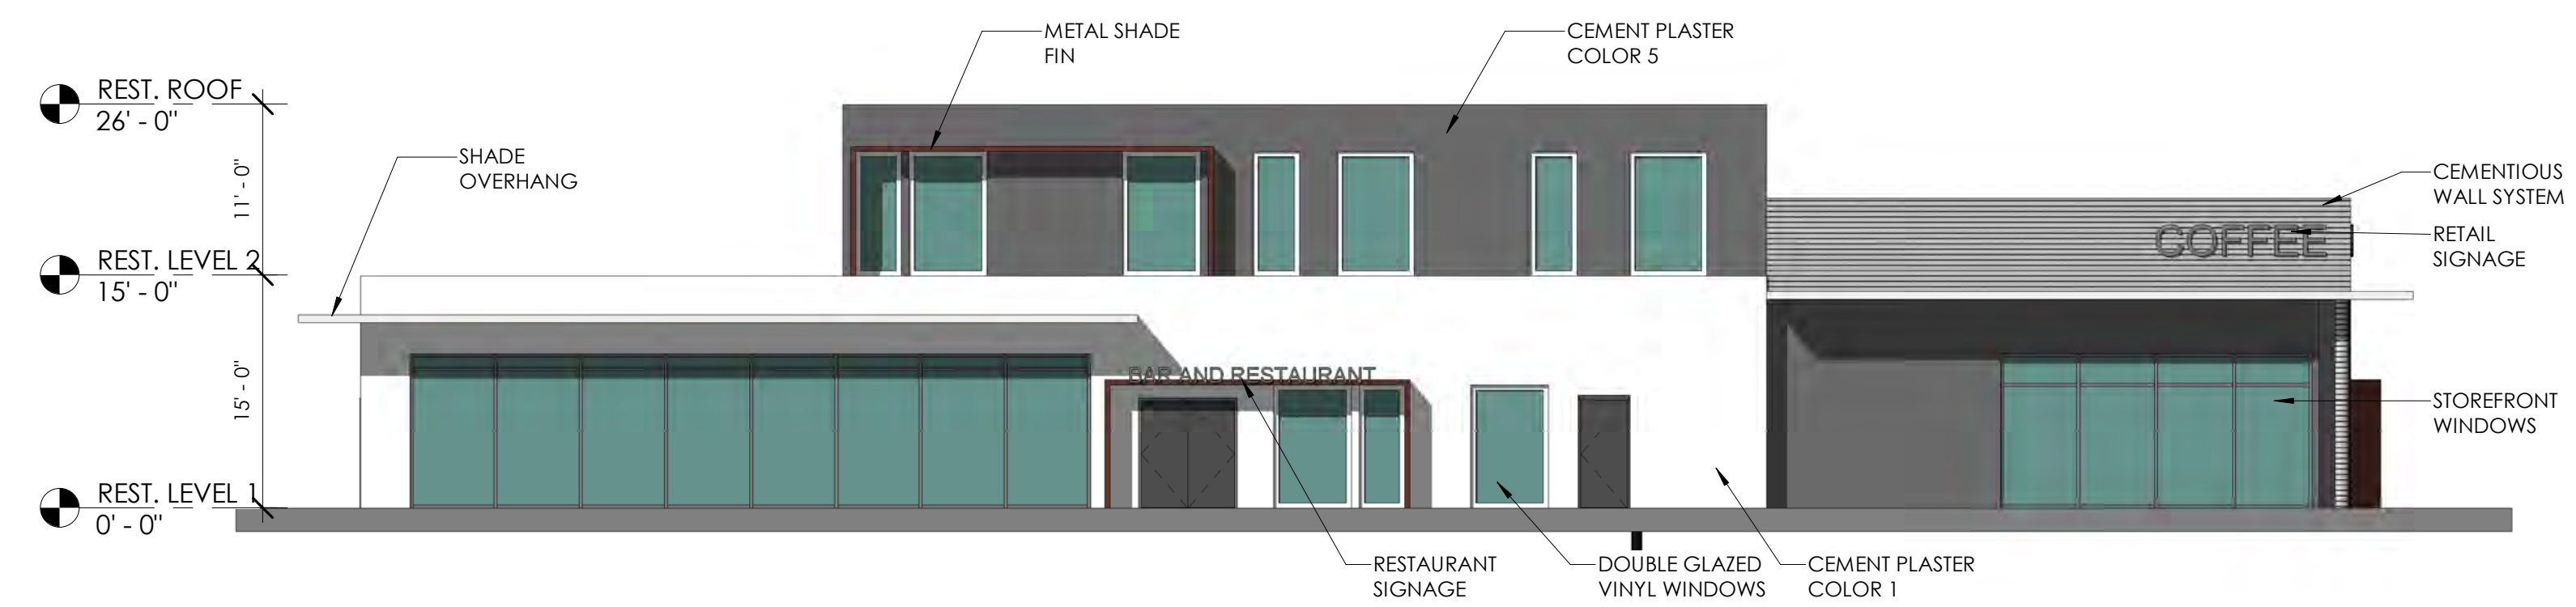 METAL SHADE
FIN
CEMENT PLASTER
COLOR 5
REST. ROOF
26' - 0"
SHADE
OVERHANG
11' - 0"
CEMENTIOUS
WALL SYSTEM
COFFEE
RETAIL
SIGNAGE
REST. LEVEL 2
15' - 0"
15' - 0"
BAR AND RESTAURANT
STOREFRONT
WINDOWS
REST. LEVEL 1
0' - 0"
RESTAURANT
SIGNAGE
DOUBLE GLAZED
VINYL WINDOWS
CEMENT PLASTER
COLOR 1